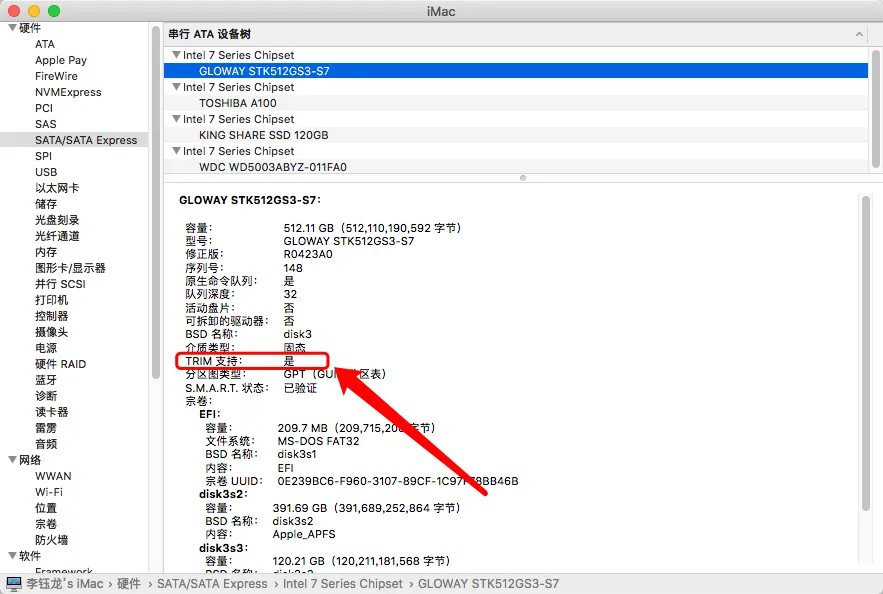 iMac
硬件
ATA
Apple Pay
FireWire
NVMExpress
PCI
SAS
SATA/SATA Express
SPI
USB
以太网卡
储存
光盘刻录
光纤通道
内存
图形卡/显示器
并行 SCSI
打印机
控制器
摄像头
电源
硬件 RAID
蓝牙
诊断
读卡器
雷雳
音频
网络
WWAN
Wi-Fi
位置
宗卷
防火墙
软件
Framework
串行 ATA 设备树
Intel 7 Series Chipset
GLOWAY STK512GS3-S7
Intel 7 Series Chipset
TOSHIBA A100
Intel 7 Series Chipset
KING SHARE SSD 120GB
Intel 7 Series Chipset
WDC WD5003ABYZ-011FA0
GLOWAY STK512GS3-S7:
容量： 512.11 GB（512,110,190,592 字节）
型号： GLOWAY STK512GS3-S7
修正版： R0423A0
序列号： 148
原生命令队列： 是
队列深度： 32
活动盘片： 否
可拆卸的驱动器： 否
BSD 名称： disk3
介质类型： 固态
TRIM 支持： 是
分区图类型： GPT（GUID 分区表）
S.M.A.R.T. 状态： 已验证
宗卷：
EFI：
容量： 209.7 MB（209,715,200 字节）
文件系统： MS-DOS FAT32
BSD 名称： disk3s1
内容： EFI
宗卷 UUID： 0E239BC6-F960-3107-89CF-1C97F78BB46B
disk3s2：
容量： 391.69 GB（391,689,252,864 字节）
BSD 名称： disk3s2
内容： Apple_APFS
disk3s3：
容量： 120.21 GB（120,211,181,568 字节）
李钰龙's iMac › 硬件 › SATA/SATA Express › Intel 7 Series Chipset › GLOWAY STK512GS3-S7